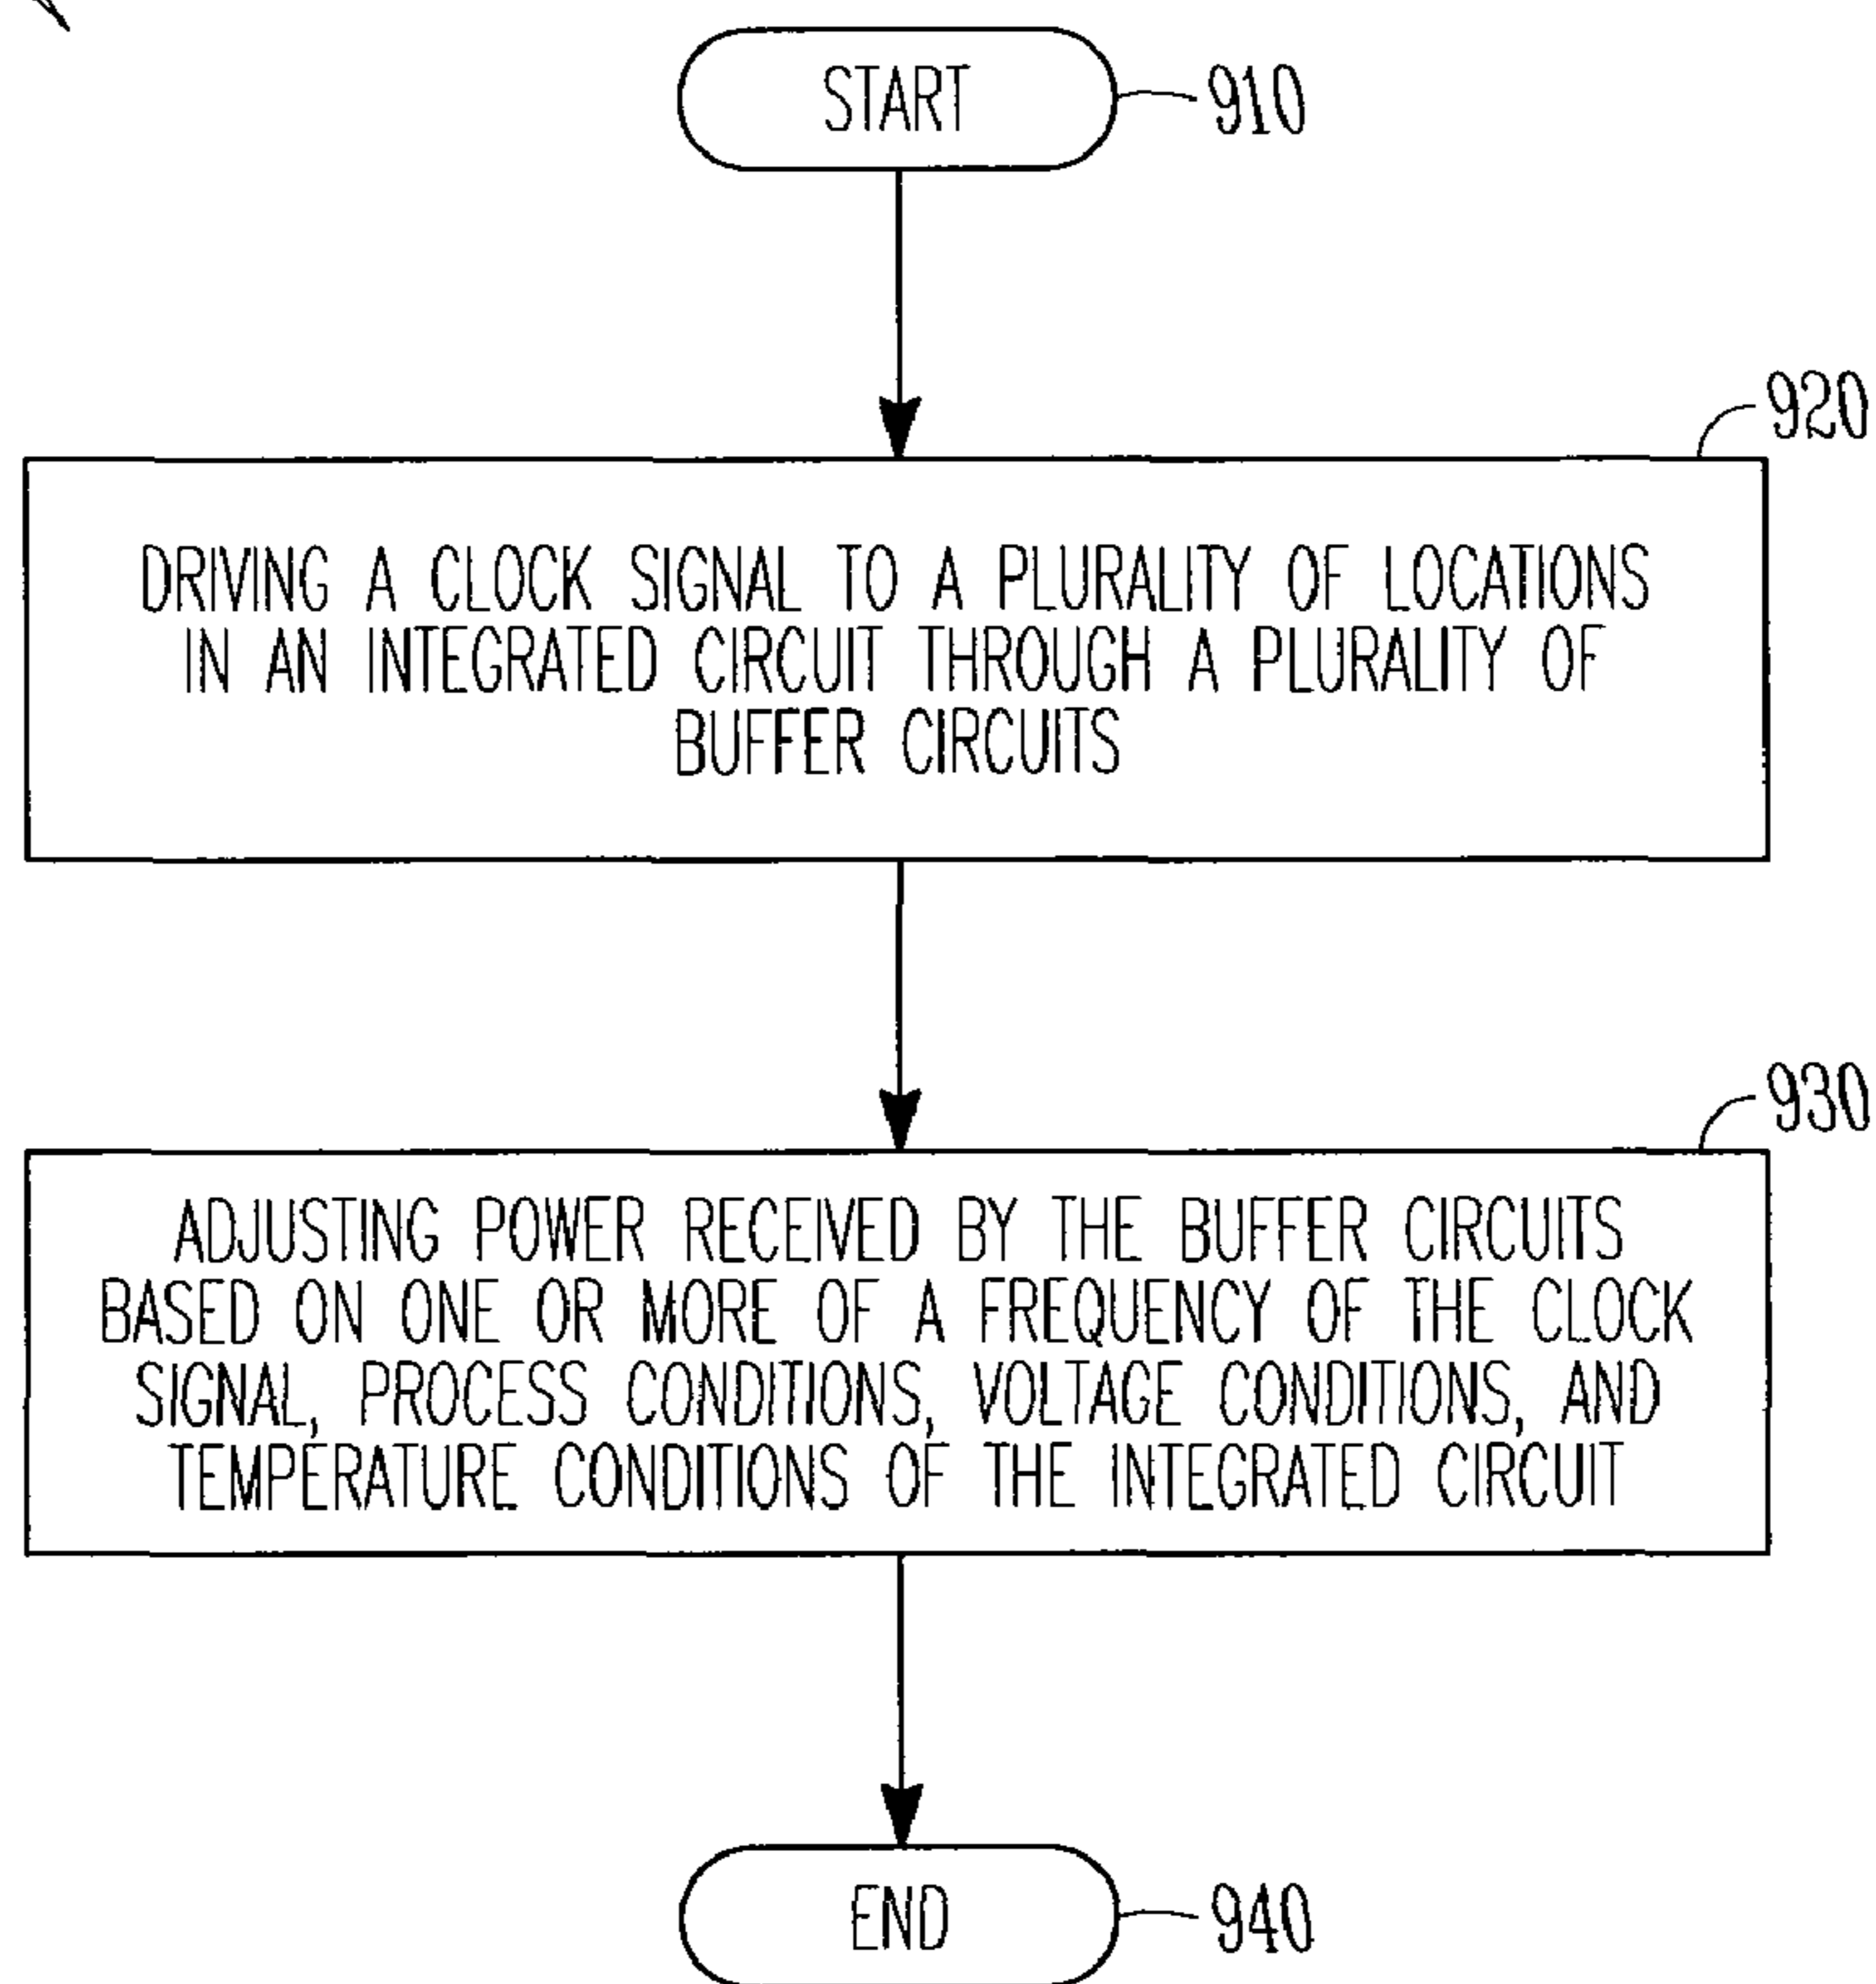 START
910
920
DRIVING A CLOCK SIGNAL TO A PLURALITY OF LOCATIONS
IN AN INTEGRATED CIRCUIT THROUGH A PLURALITY OF
BUFFER CIRCUITS
930
ADJUSTING POWER RECEIVED BY THE BUFFER CIRCUITS
BASED ON ONE OR MORE OF A FREQUENCY OF THE CLOCK
SIGNAL, PROCESS CONDITIONS, VOLTAGE CONDITIONS, AND
TEMPERATURE CONDITIONS OF THE INTEGRATED CIRCUIT
END
940